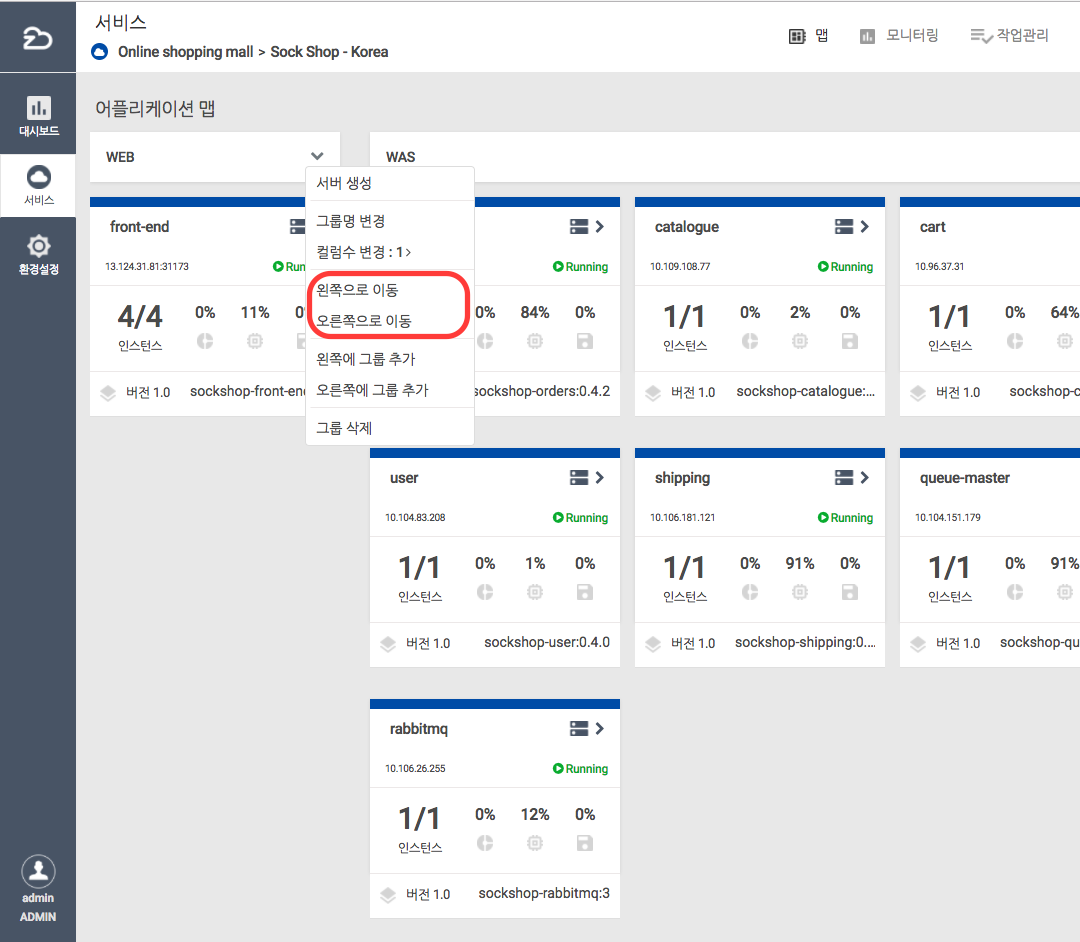 서비스
Online shopping mall > Sock Shop - Korea
맵
모니터링
작업관리
대시보드
서비스
환경설정
admin
ADMIN
어플리케이션 맵
WEB
WAS
서버 생성
그룹명 변경
컬럼수 변경 : 1>
왼쪽으로 이동
오른쪽으로 이동
왼쪽에 그룹 추가
오른쪽에 그룹 추가
그룹 삭제
front-end
13.124.31.81:31173
Run
4/4
인스턴스
0% 11% 0
버전 1.0 sockshop-front-en
Running
0% 84% 0%
sockshop-orders:0.4.2
catalogue
10.109.108.77 Running
1/1
인스턴스
0% 2% 0%
버전 1.0 sockshop-catalogue:...
cart
10.96.37.31
1/1
인스턴스
0% 64%
버전 1.0 sockshop-c
user
10.104.83.208 Running
1/1
인스턴스
0% 1% 0%
버전 1.0 sockshop-user:0.4.0
shipping
10.106.181.121 Running
1/1
인스턴스
0% 91% 0%
버전 1.0 sockshop-shipping:0....
queue-master
10.104.151.179
1/1
인스턴스
0% 91%
버전 1.0 sockshop-qu
rabbitmq
10.106.26.255 Running
1/1
인스턴스
0% 12% 0%
버전 1.0 sockshop-rabbitmq:3